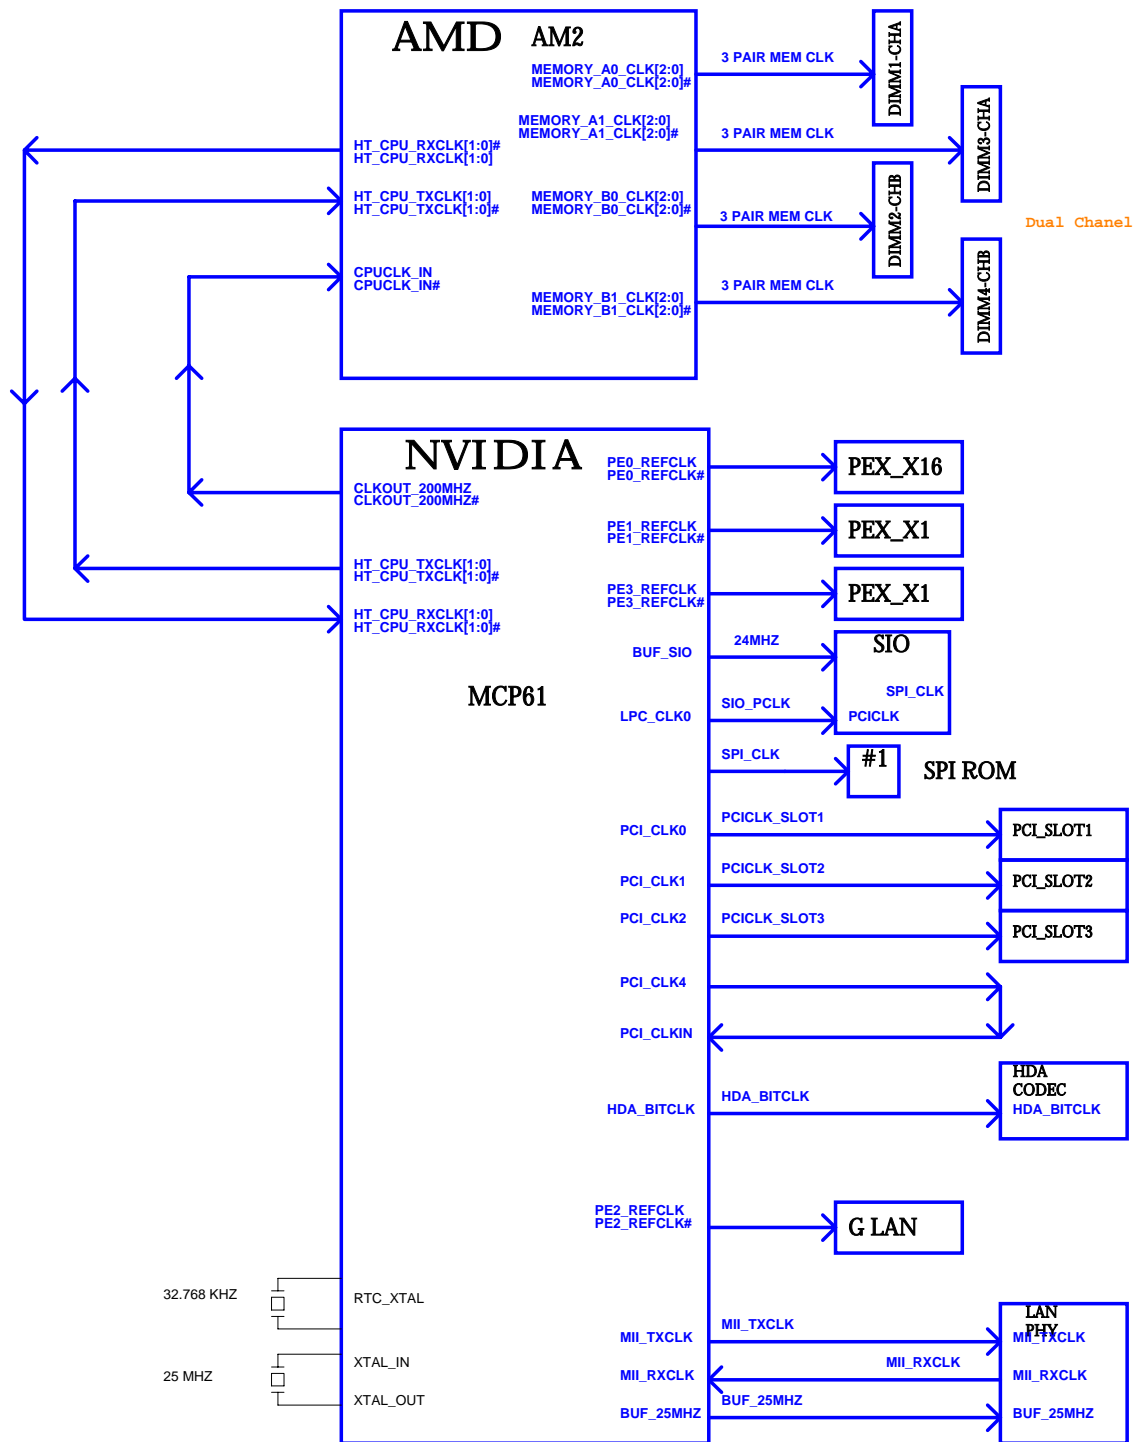 AMD AM2
MEMORY_A0_CLK[2:0]
MEMORY_A0_CLK[2:0]#
3 PAIR MEM CLK
DIMM1-CHA
MEMORY_A1_CLK[2:0]
MEMORY_A1_CLK[2:0]#
3 PAIR MEM CLK
DIMM3-CHA
HT_CPU_RXCLK[1:0]#
HT_CPU_RXCLK[1:0]
HT_CPU_TXCLK[1:0]
HT_CPU_TXCLK[1:0]#
MEMORY_B0_CLK[2:0]
MEMORY_B0_CLK[2:0]#
3 PAIR MEM CLK
DIMM2-CHB
Dual Chanel
CPUCLK_IN
CPUCLK_IN#
MEMORY_B1_CLK[2:0]
MEMORY_B1_CLK[2:0]#
3 PAIR MEM CLK
DIMM4-CHB
NVIDIA
PE0_REFCLK
PE0_REFCLK#
PEX_X16
CLKOUT_200MHZ
CLKOUT_200MHZ#
PE1_REFCLK
PE1_REFCLK#
PEX_X1
HT_CPU_TXCLK[1:0]
HT_CPU_TXCLK[1:0]#
PE3_REFCLK
PE3_REFCLK#
PEX_X1
HT_CPU_RXCLK[1:0]
HT_CPU_RXCLK[1:0]#
BUF_SIO
24MHZ
SIO
SPI_CLK
MCP61
LPC_CLK0
SIO_PCLK
PCICLK
SPI_CLK
#1
SPI ROM
PCI_CLK0
PCICLK_SLOT1
PCI_SLOT1
PCI_CLK1
PCICLK_SLOT2
PCI_SLOT2
PCI_CLK2
PCICLK_SLOT3
PCI_SLOT3
PCI_CLK4
PCI_CLKIN
HDA
CODEC
HDA_BITCLK
HDA_BITCLK
HDA_BITCLK
PE2_REFCLK
PE2_REFCLK#
G LAN
32.768 KHZ
RTC_XTAL
LAN
PHY
MII_TXCLK
MII_TXCLK
MII_TXCLK
XTAL_IN
25 MHZ
MII_RXCLK
MII_RXCLK
MII_RXCLK
XTAL_OUT
BUF_25MHZ
BUF_25MHZ
BUF_25MHZ